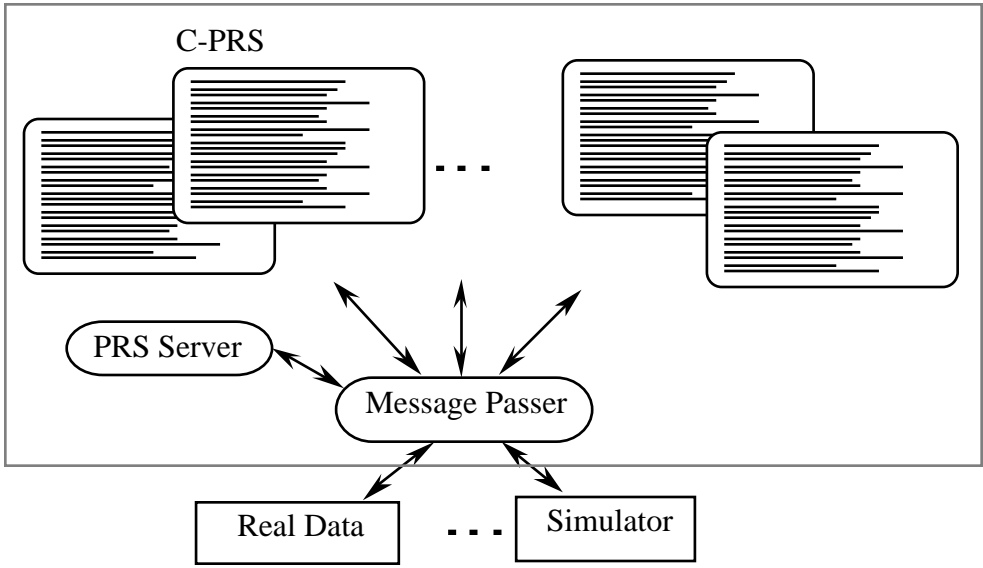 C-PRS
. . .
PRS Server
Message Passer
Real Data
. . .
Simulator